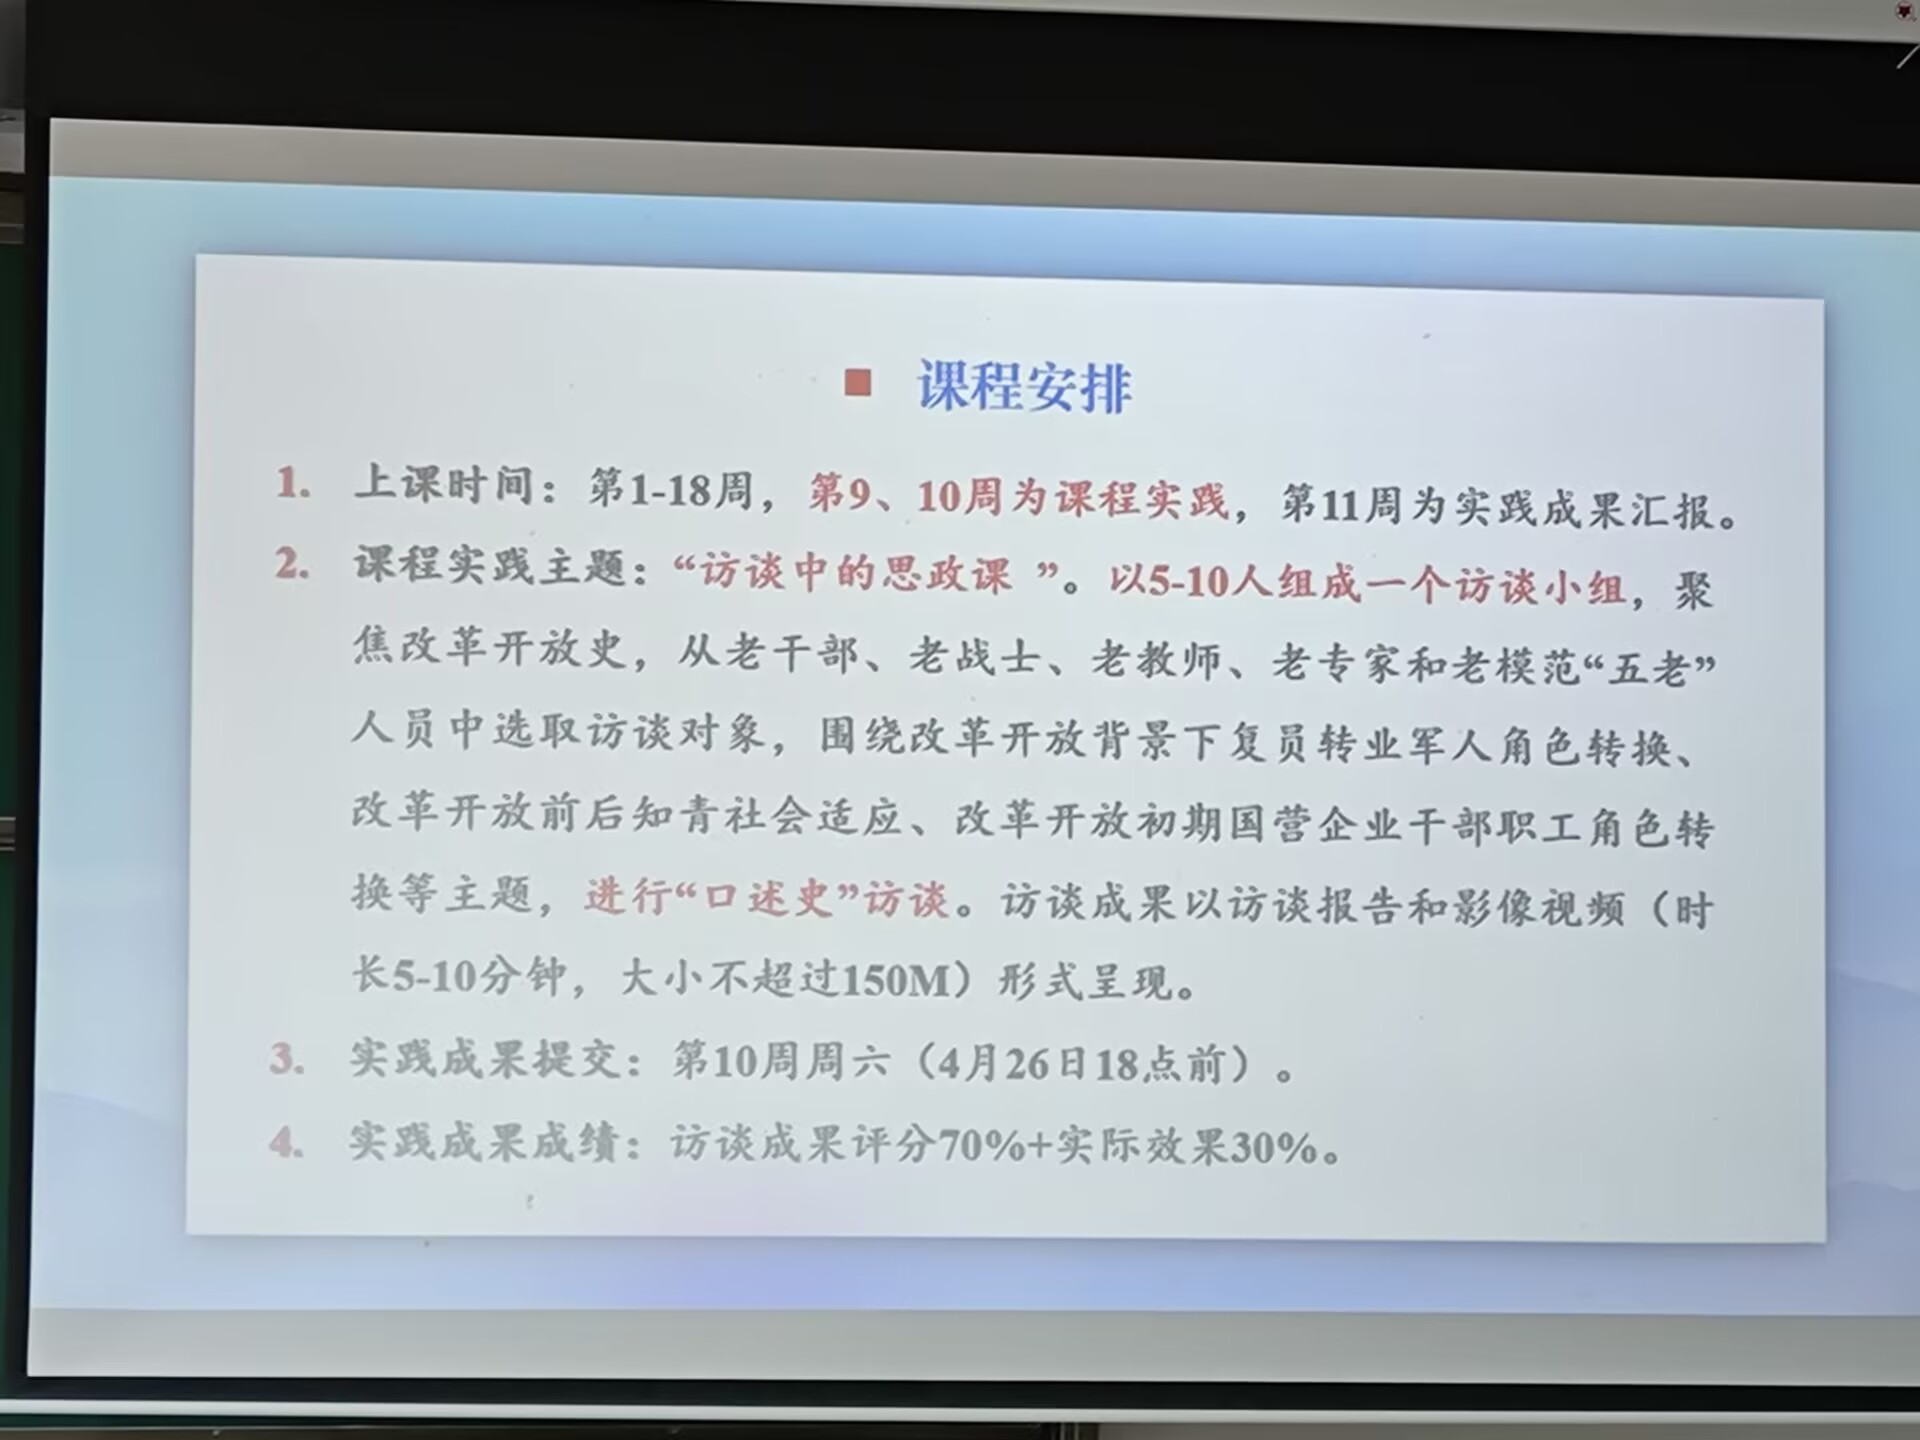 课程安排
1. 上课时间：第1-18周，第9、10周为课程实践，第11周为实践成果汇报。
2. 课程实践主题：“访谈中的思政课 ”。以5-10人组成一个访谈小组，聚
焦改革开放史，从老干部、老战士、老教师、老专家和老模范“五老”
人员中选取访谈对象，围绕改革开放背景下复员转业军人角色转换、
改革开放前后知青社会适应、改革开放初期国营企业干部职工角色转
换等主题，进行“口述史”访谈。访谈成果以访谈报告和影像视频（时
长5-10分钟，大小不超过150M）形式呈现。
3. 实践成果提交：第10周周六（4月26日18点前）。
4. 实践成果成绩：访谈成果评分70%+实际效果30%。